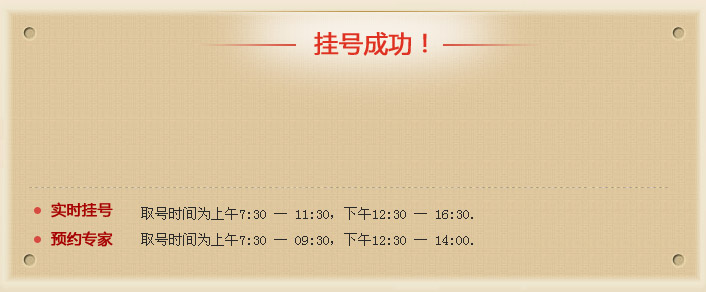 挂号成功！
实时挂号 取号时间为上午7:30 — 11:30，下午12:30 — 16:30.
预约专家 取号时间为上午7:30 — 09:30，下午12:30 — 14:00.